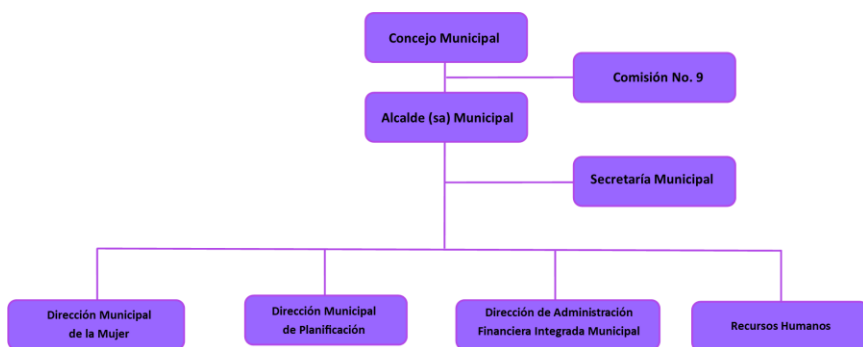 Concejo Municipal
Comisión No. 9
Alcalde (sa) Municipal
Secretaría Municipal
Dirección Municipal
de la Mujer
Dirección Municipal
de Planificación
Dirección de Administración
Financiera Integrada Municipal
Recursos Humanos